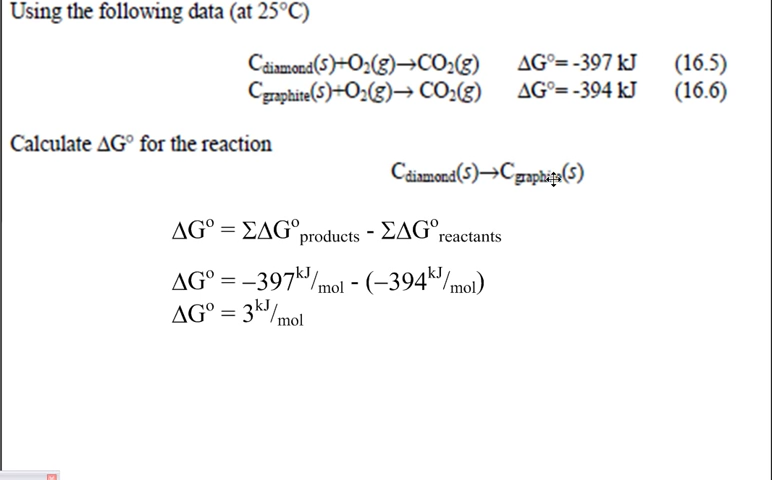 Using the following data (at 25°C)
Cdiamond(s)+O₂(g)→CO₂(g) ΔG°= -397 kJ (16.5)
Cgraphite(s)+O₂(g)→ CO₂(g) ΔG°= -394 kJ (16.6)
Calculate ΔG° for the reaction
Cdiamond(s)→Cgraphite(s)
ΔG° = ΣΔG°products - ΣΔG°reactants
ΔG° = –397kJ/mol - (–394kJ/mol)
ΔG° = 3kJ/mol